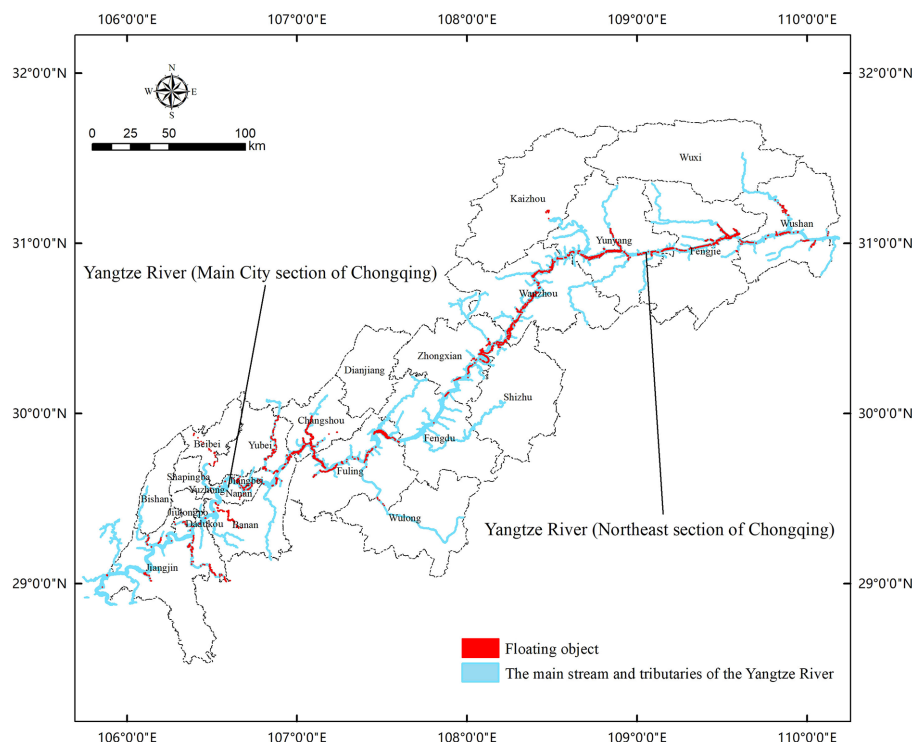 106°0'0"E 107°0'0"E 108°0'0"E 109°0'0"E 110°0'0"E
32°0'0"N 32°0'0"N
N
W E
S
0 25 50 100
km
Wuxi
Kaizhou
Wushan
Yunyang
31°0'0"N 31°0'0"N
Fengjie
Yangtze River (Main City section of Chongqing)
Wanzhou
Zhongxian
Dianjiang
Shizhu
30°0'0"N 30°0'0"N
Changshou
Beibei Yubei
Fengdu
Fuling
Shapingba Jiangbei
Yuzhong Nanan
Bishan
Jiulongpo
Wulong
Dadukou Banan
Yangtze River (Northeast section of Chongqing)
Jiangjin
29°0'0"N 29°0'0"N
Floating object
The main stream and tributaries of the Yangtze River
106°0'0"E 107°0'0"E 108°0'0"E 109°0'0"E 110°0'0"E